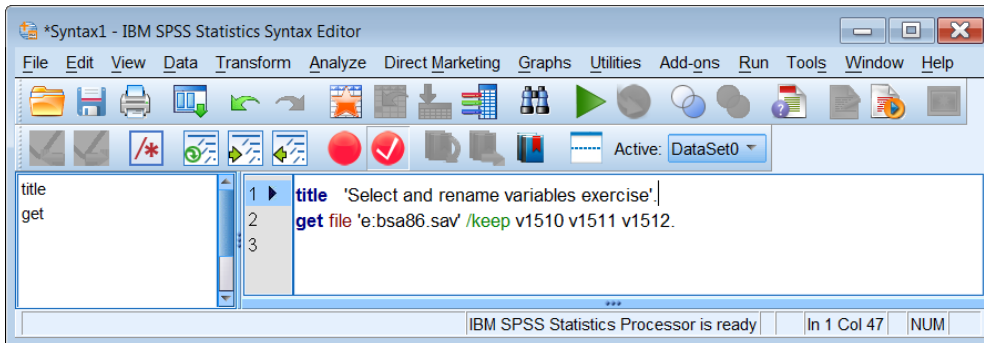 *Syntax1 - IBM SPSS Statistics Syntax Editor
File Edit View Data Transform Analyze Direct Marketing Graphs Utilities Add-ons Run Tools Window Help
Active: DataSet0
title
get
1 title 'Select and rename variables exercise'.
2 get file 'e:bsa86.sav' /keep v1510 v1511 v1512.
3
IBM SPSS Statistics Processor is ready In 1 Col 47 NUM